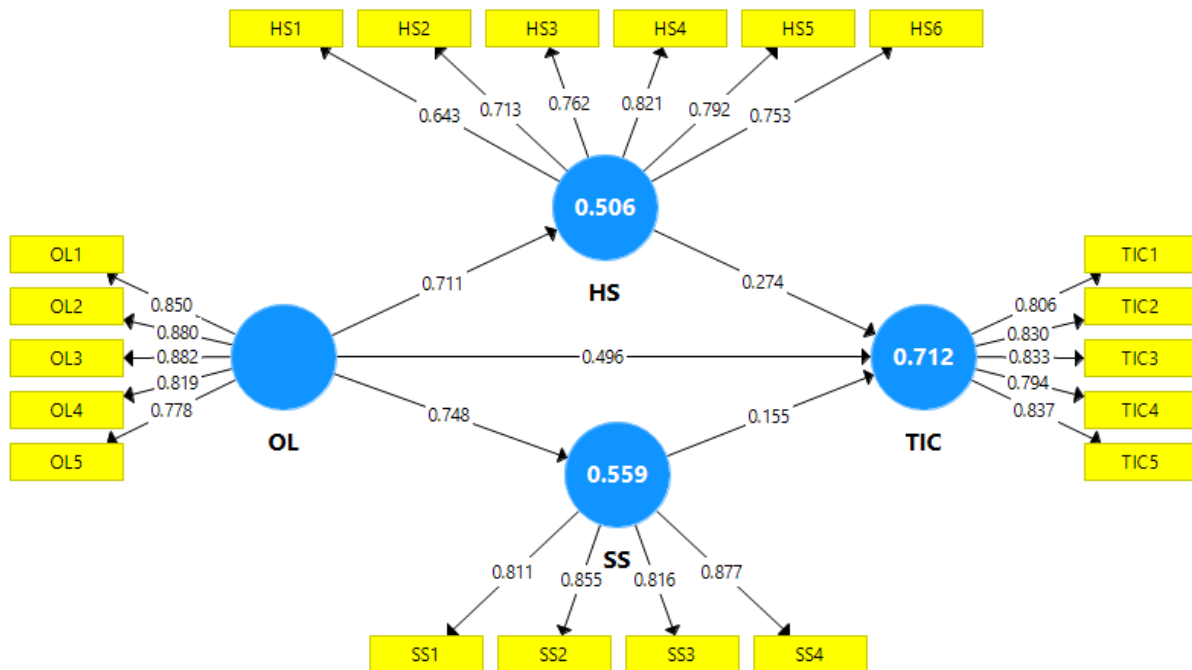 HS1 HS2 HS3 HS4 HS5 HS6
0.643 0.713 0.762 0.821 0.792 0.753
0.506
HS
OL1
OL2
OL3
OL4
OL5
0.850
0.880
0.882
0.819
0.778
OL
0.711
0.496
0.748
0.274
0.155
0.712
TIC
0.806
0.830
0.833
0.794
0.837
TIC1
TIC2
TIC3
TIC4
TIC5
0.559
SS
0.811 0.855 0.816 0.877
SS1 SS2 SS3 SS4